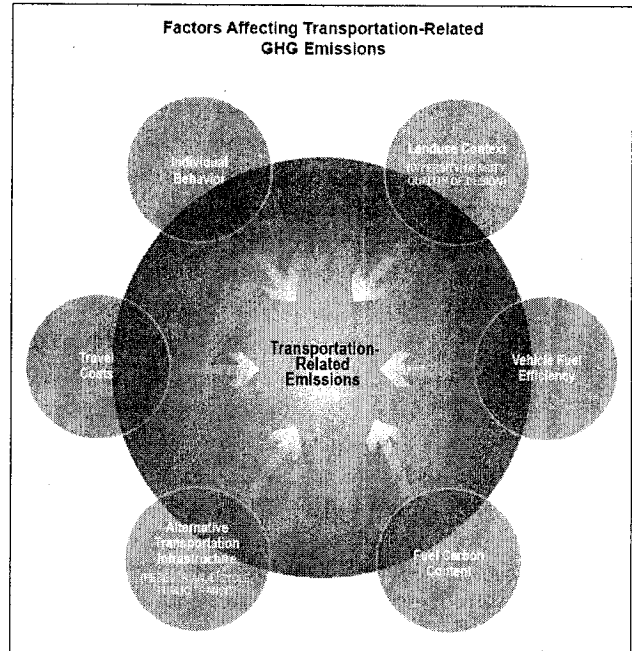 Factors Affecting Transportation-Related
GHG Emissions
Individual
Behavior
Landuse Context
Travel
Costs
Transportation-
Related
Emissions
Vehicle Fuel
Efficiency
Alternative
Transportation
Infrastructure
Fuel Carbon
Content